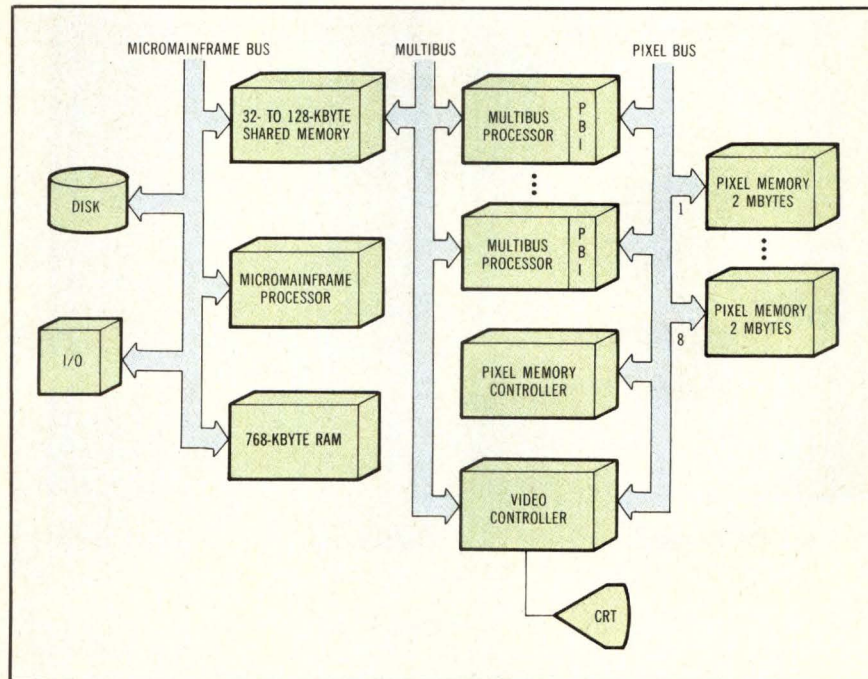 MICROMAINFRAME BUS
MULTIBUS
PIXEL BUS
32- TO 128-KBYTE
SHARED MEMORY
MULTIBUS
PROCESSOR
P
B
I
DISK
1
PIXEL MEMORY
2 MBYTES
MULTIBUS
PROCESSOR
P
B
I
MICROMAINFRAME
PROCESSOR
8
PIXEL MEMORY
2 MBYTES
I/O
PIXEL MEMORY
CONTROLLER
768-KBYTE RAM
VIDEO
CONTROLLER
CRT